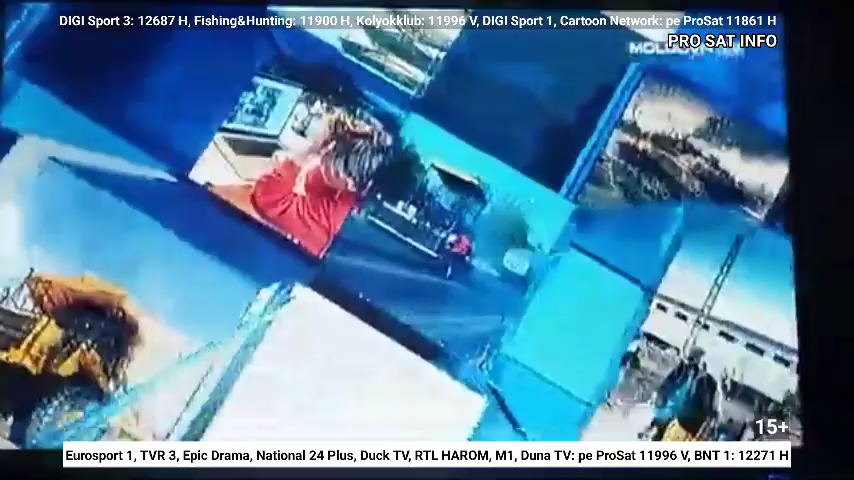 DIGI Sport 3: 12687 H, Fishing&Hunting: 11900 H, Kolyokklub: 11996 V, DIGI Sport 1, Cartoon Network: pe ProSat 11861 H
PRO SAT INFO
15+
Eurosport 1, TVR 3, Epic Drama, National 24 Plus, Duck TV, RTL HAROM, M1, Duna TV: pe ProSat 11996 V, BNT 1: 12271 H